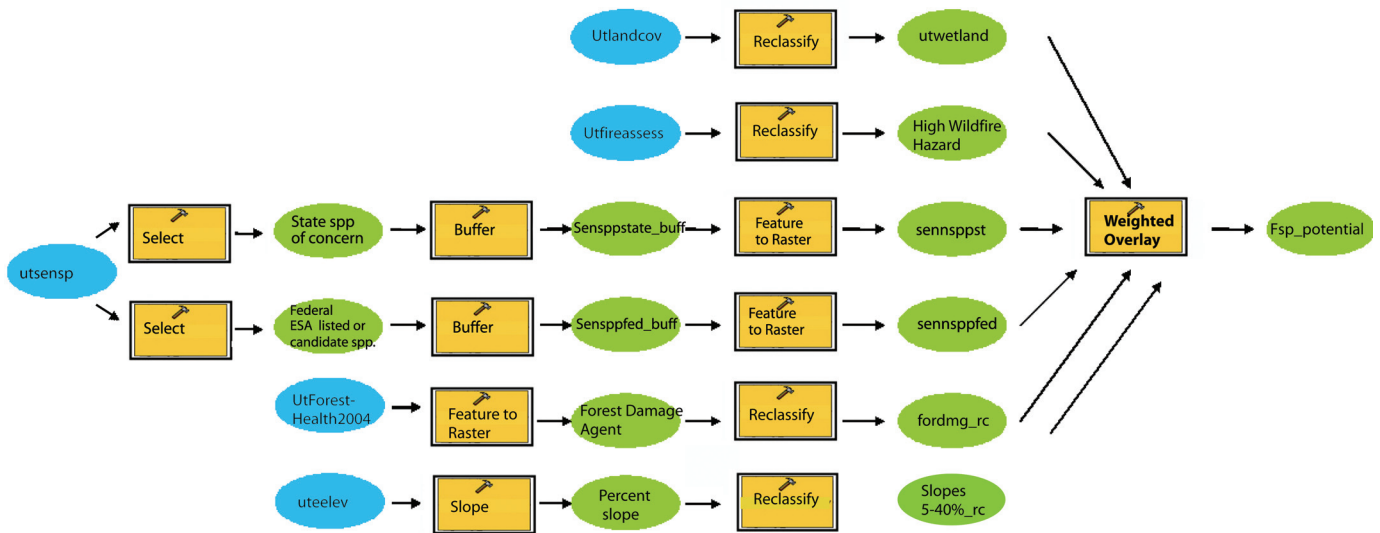 Utlandcov
Reclassify
utwetland
Utfireassess
Reclassify
High Wildfire
Hazard
utsensp
Select
State spp
of concern
Buffer
Sensppstate_buff
Feature
to Raster
sennsppst
Weighted
Overlay
Fsp_potential
Select
Federal
ESA listed or
candidate spp.
Buffer
Sensppfed_buff
Feature
to Raster
sennsppfed
UtForest-
Health2004
Feature to
Raster
Forest Damage
Agent
Reclassify
fordmg_rc
uteelev
Slope
Percent
slope
Reclassify
Slopes
5-40%_rc